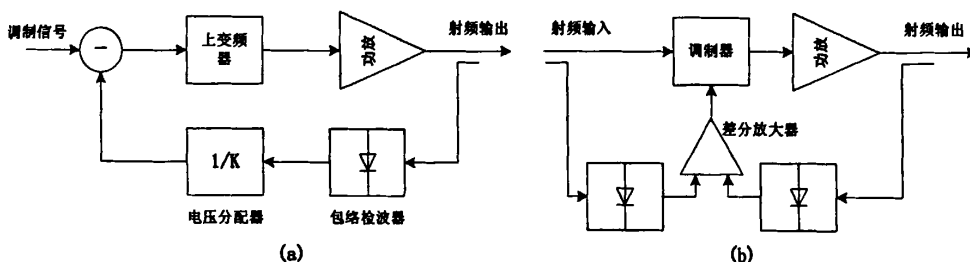 调制信号
－
上变频
器
功放
射频输出
1/K
电压分配器
包络检波器
(a)
射频输入
调制器
功放
射频输出
差分放大器
(b)